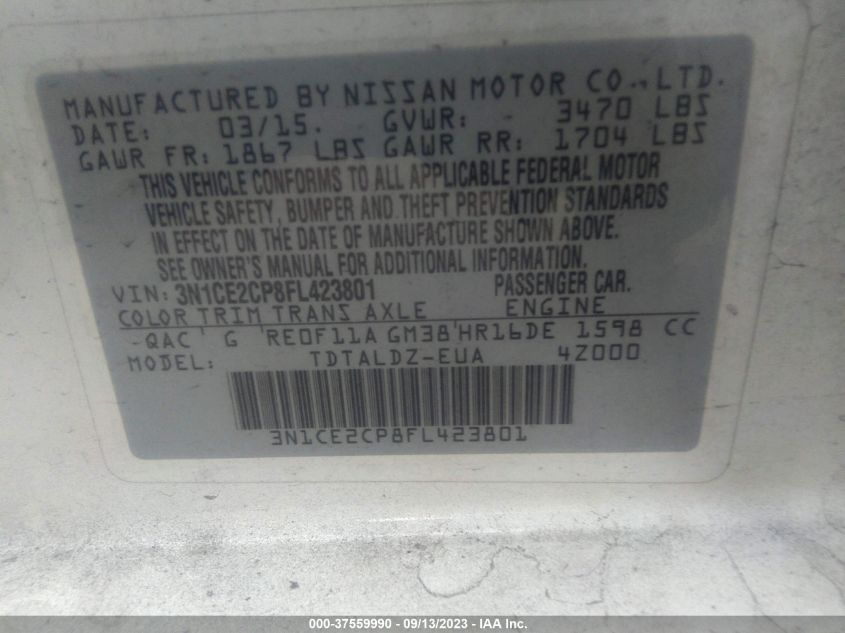 MANUFACTURED BY NISSAN MOTOR CO., LTD.
DATE: 03/15. GVWR: 3470 LBS
GAWR FR: 1867 LBS GAWR RR: 1704 LBS
THIS VEHICLE CONFORMS TO ALL APPLICABLE FEDERAL MOTOR
VEHICLE SAFETY, BUMPER AND THEFT PREVENTION STANDARDS
IN EFFECT ON THE DATE OF MANUFACTURE SHOWN ABOVE.
SEE OWNER'S MANUAL FOR ADDITIONAL INFORMATION.
VIN: 3N1CE2CP8FL423801 PASSENGER CAR.
COLOR TRIM TRANS AXLE ENGINE
-QAC' G 'RE0F11A GM38'HR16DE 1598 CC
MODEL: TDTALDZ-EUA 4Z000
3N1CE2CP8FL423801
000-37559990 - 09/13/2023 - IAA Inc.